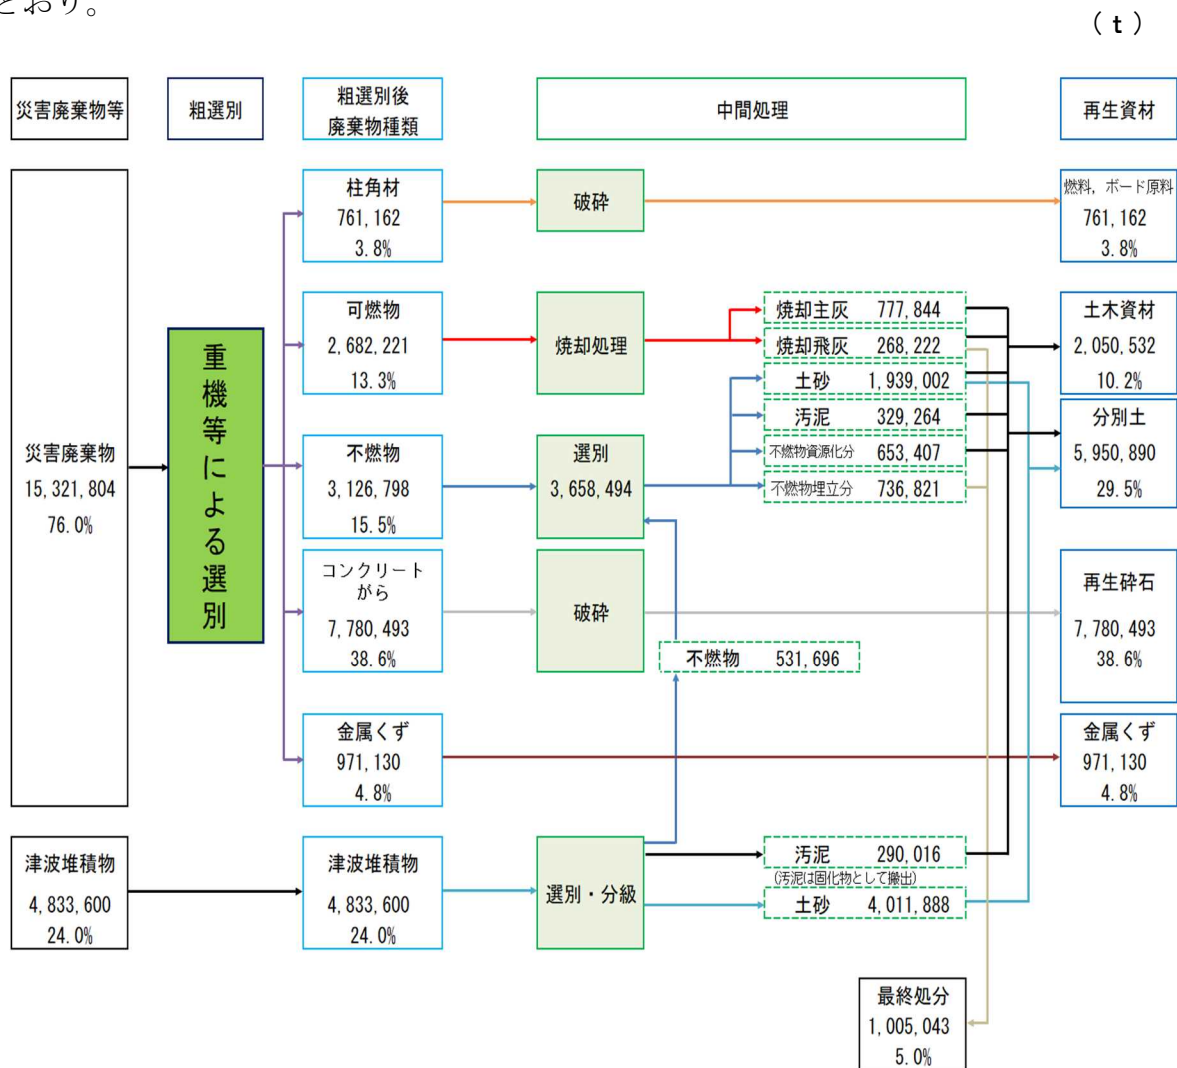 とおり。
（ｔ）
災害廃棄物等
粗選別
粗選別後
廃棄物種類
中間処理
再生資材
災害廃棄物
15,321,804
76.0%
重機等による選別
柱角材
761,162
3.8%
破砕
燃料，ボード原料
761,162
3.8%
可燃物
2,682,221
13.3%
焼却処理
焼却主灰 777,844
焼却飛灰 268,222
土砂 1,939,002
汚泥 329,264
不燃物資源化分 653,407
不燃物埋立分 736,821
土木資材
2,050,532
10.2%
分別土
5,950,890
29.5%
不燃物
3,126,798
15.5%
選別
3,658,494
コンクリート
がら
7,780,493
38.6%
破砕
不燃物 531,696
再生砕石
7,780,493
38.6%
金属くず
971,130
4.8%
金属くず
971,130
4.8%
津波堆積物
4,833,600
24.0%
津波堆積物
4,833,600
24.0%
選別・分級
汚泥 290,016
(汚泥は固化物として搬出)
土砂 4,011,888
最終処分
1,005,043
5.0%